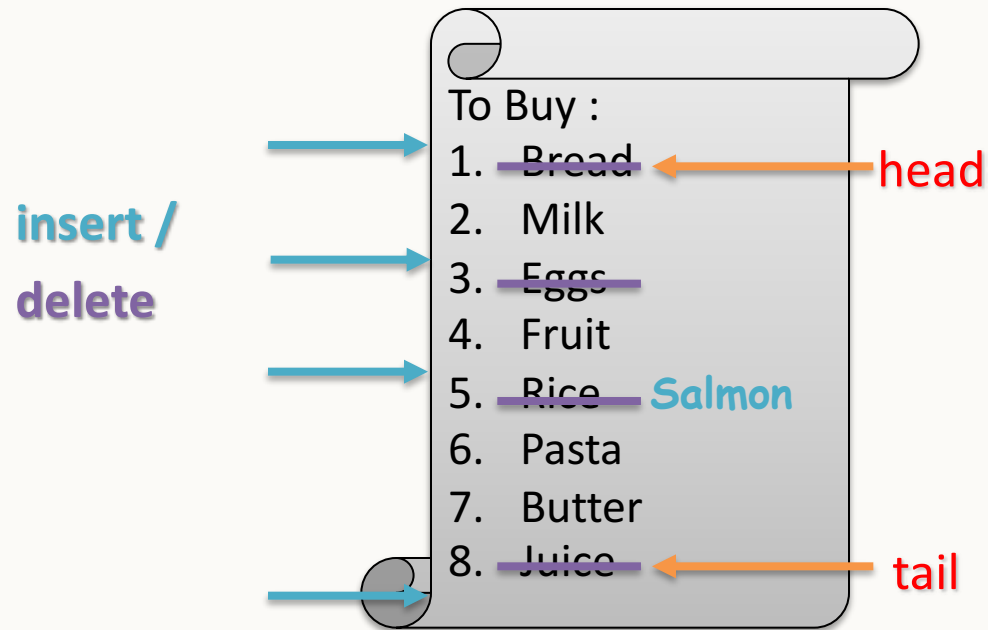 To Buy :
1. Bread
head
2. Milk
insert /
3. Eggs
delete
4. Fruit
5. Rice Salmon
6. Pasta
7. Butter
8. Juice
tail